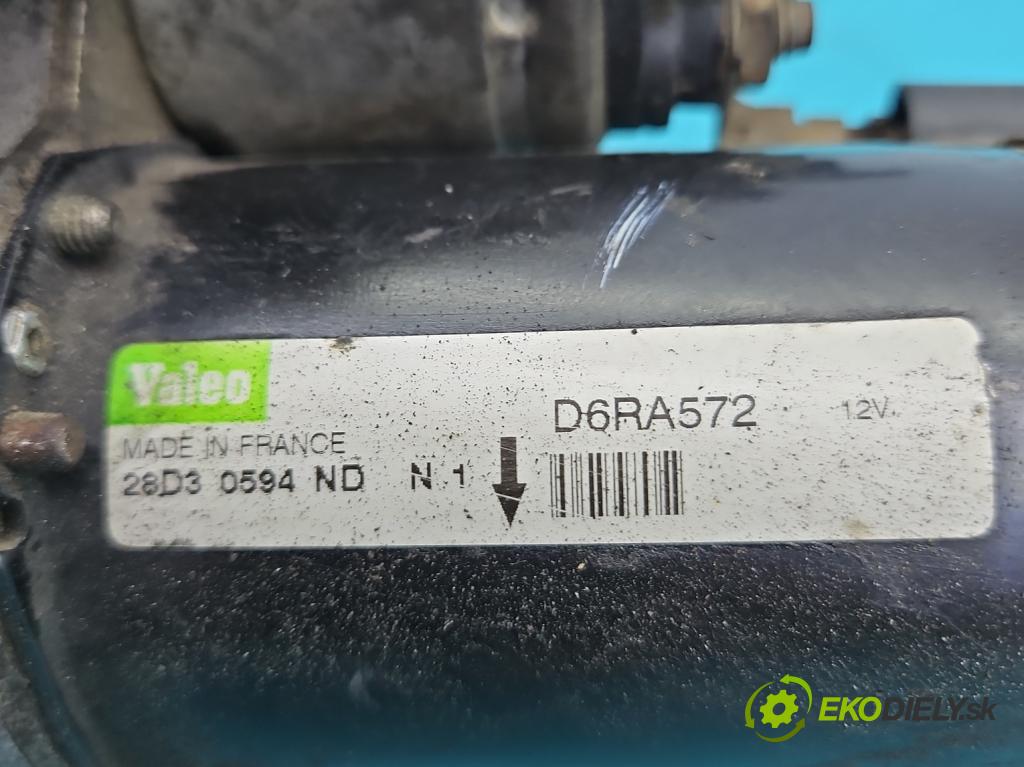 Valeo
D6RA572 12V
MADE IN FRANCE
28D3 0594 ND N 1
EKODIELY.sk